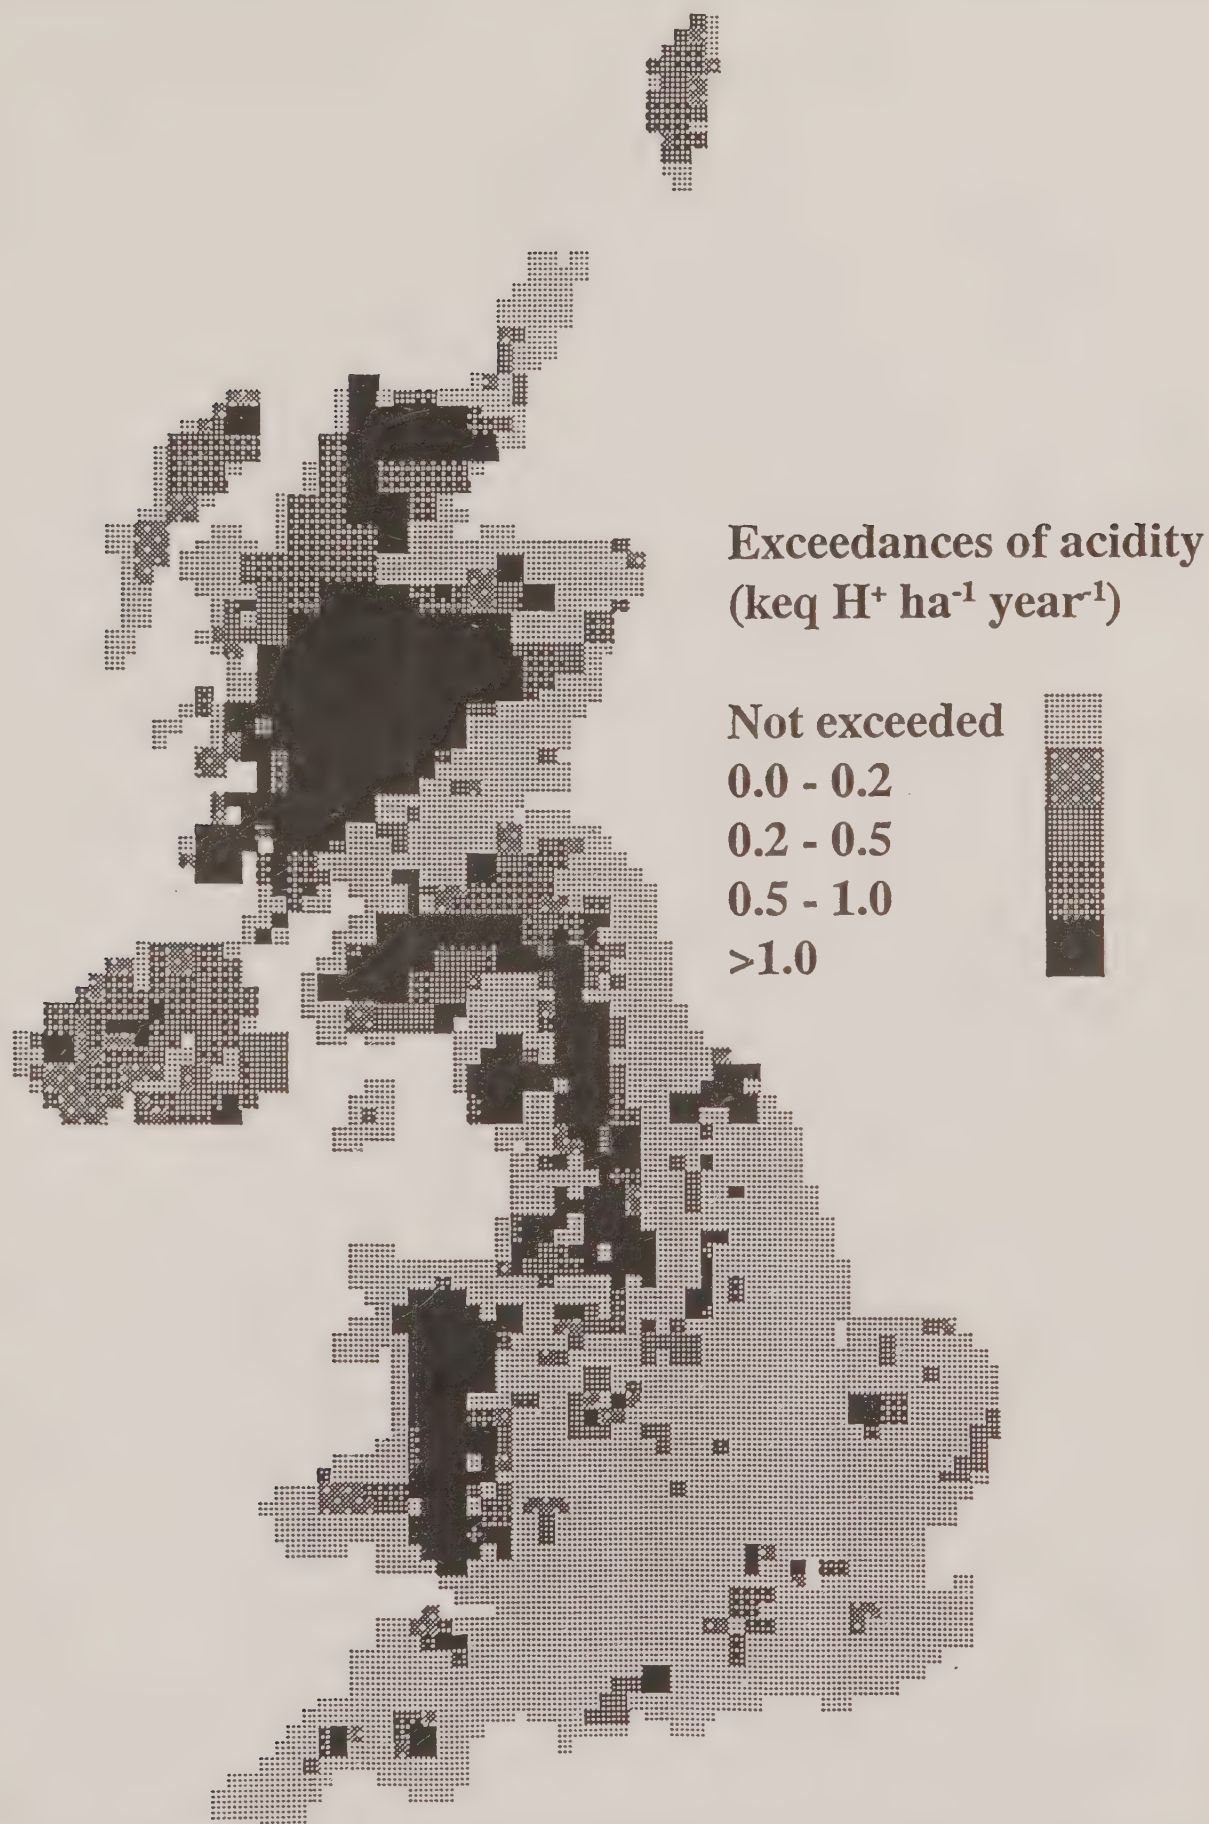 Exceedances of acidity
(keq H⁺ ha⁻¹ year⁻¹)
Not exceeded
0.0 - 0.2
0.2 - 0.5
0.5 - 1.0
>1.0